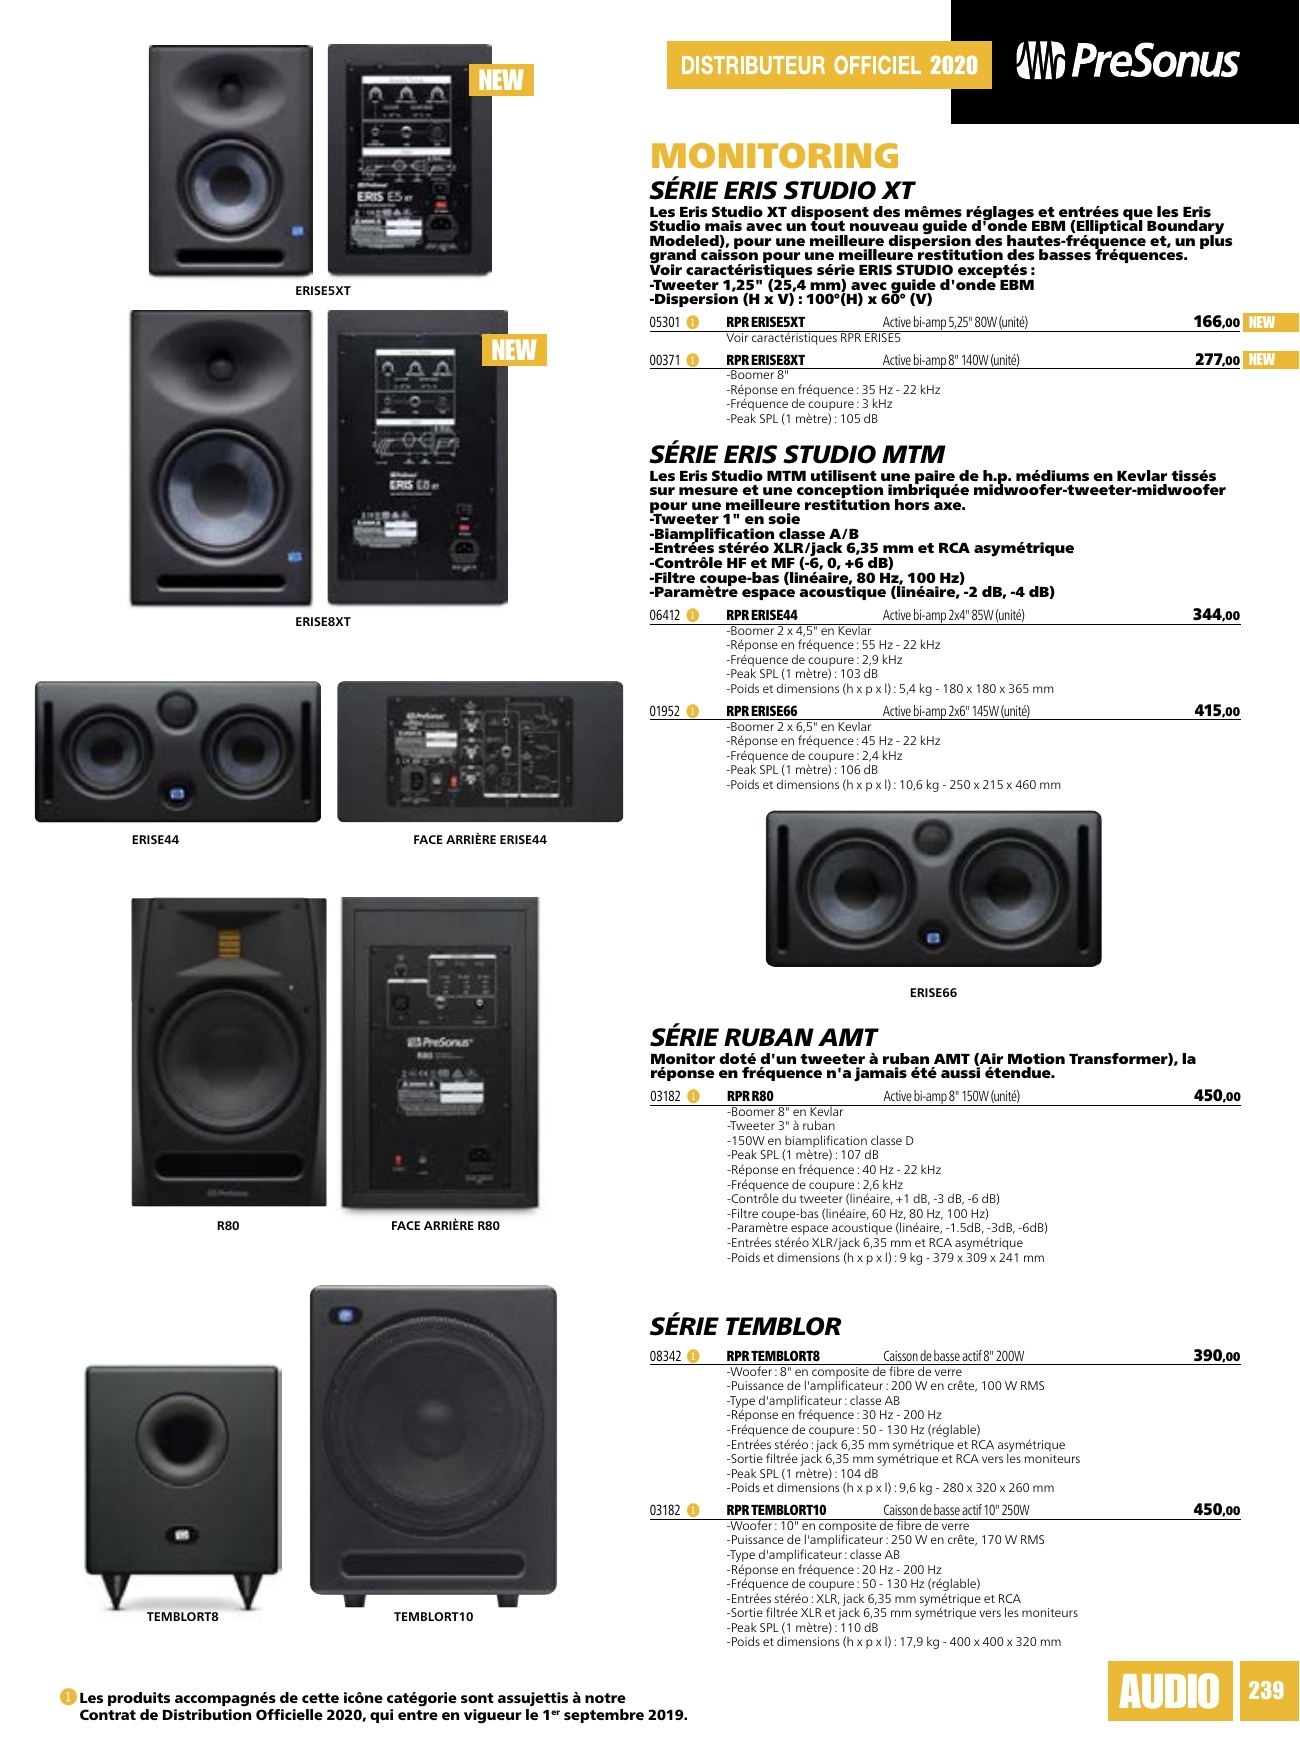 DISTRIBUTEUR OFFICIEL 2020
PreSonus
NEW
ERIS E5 XT
ERISE5XT
NEW
ERIS E8 XT
ERISE8XT
ERISE44
FACE ARRIÈRE ERISE44
PreSonus
R80
R80
FACE ARRIÈRE R80
TEMBLORT8
TEMBLORT10
MONITORING
SÉRIE ERIS STUDIO XT
Les Eris Studio XT disposent des mêmes réglages et entrées que les Eris
Studio mais avec un tout nouveau guide d'onde EBM (Elliptical Boundary
Modeled), pour une meilleure dispersion des hautes-fréquence et, un plus
grand caisson pour une meilleure restitution des basses fréquences.
Voir caractéristiques série ERIS STUDIO exceptés :
-Tweeter 1,25" (25,4 mm) avec guide d'onde EBM
-Dispersion (H x V) : 100°(H) x 60° (V)
05301 1 RPR ERISE5XT Active bi-amp 5,25" 80W (unité) 166,00 NEW
Voir caractéristiques RPR ERISE5
00371 1 RPR ERISE8XT Active bi-amp 8" 140W (unité) 277,00 NEW
-Boomer 8"
-Réponse en fréquence : 35 Hz - 22 kHz
-Fréquence de coupure : 3 kHz
-Peak SPL (1 mètre) : 105 dB
SÉRIE ERIS STUDIO MTM
Les Eris Studio MTM utilisent une paire de h.p. médiums en Kevlar tissés
sur mesure et une conception imbriquée midwoofer-tweeter-midwoofer
pour une meilleure restitution hors axe.
-Tweeter 1" en soie
-Biamplification classe A/B
-Entrées stéréo XLR/jack 6,35 mm et RCA asymétrique
-Contrôle HF et MF (-6, 0, +6 dB)
-Filtre coupe-bas (linéaire, 80 Hz, 100 Hz)
-Paramètre espace acoustique (linéaire, -2 dB, -4 dB)
06412 1 RPR ERISE44 Active bi-amp 2x4" 85W (unité) 344,00
-Boomer 2 x 4,5" en Kevlar
-Réponse en fréquence : 55 Hz - 22 kHz
-Fréquence de coupure : 2,9 kHz
-Peak SPL (1 mètre) : 103 dB
-Poids et dimensions (h x p x l) : 5,4 kg - 180 x 180 x 365 mm
01952 1 RPR ERISE66 Active bi-amp 2x6" 145W (unité) 415,00
-Boomer 2 x 6,5" en Kevlar
-Réponse en fréquence : 45 Hz - 22 kHz
-Fréquence de coupure : 2,4 kHz
-Peak SPL (1 mètre) : 106 dB
-Poids et dimensions (h x p x l) : 10,6 kg - 250 x 215 x 460 mm
ERISE66
SÉRIE RUBAN AMT
Monitor doté d'un tweeter à ruban AMT (Air Motion Transformer), la
réponse en fréquence n'a jamais été aussi étendue.
03182 1 RPR R80 Active bi-amp 8" 150W (unité) 450,00
-Boomer 8" en Kevlar
-Tweeter 3" à ruban
-150W en biamplification classe D
-Peak SPL (1 mètre) : 107 dB
-Réponse en fréquence : 40 Hz - 22 kHz
-Fréquence de coupure : 2,6 kHz
-Contrôle du tweeter (linéaire, +1 dB, -3 dB, -6 dB)
-Filtre coupe-bas (linéaire, 60 Hz, 80 Hz, 100 Hz)
-Paramètre espace acoustique (linéaire, -1.5dB, -3dB, -6dB)
-Entrées stéréo XLR/jack 6,35 mm et RCA asymétrique
-Poids et dimensions (h x p x l) : 9 kg - 379 x 309 x 241 mm
SÉRIE TEMBLOR
08342 1 RPR TEMBLORT8 Caisson de basse actif 8" 200W 390,00
-Woofer : 8" en composite de fibre de verre
-Puissance de l'amplificateur : 200 W en crête, 100 W RMS
-Type d'amplificateur : classe AB
-Réponse en fréquence : 30 Hz - 200 Hz
-Fréquence de coupure : 50 - 130 Hz (réglable)
-Entrées stéréo : jack 6,35 mm symétrique et RCA asymétrique
-Sortie filtrée jack 6,35 mm symétrique et RCA vers les moniteurs
-Peak SPL (1 mètre) : 104 dB
-Poids et dimensions (h x p x l) : 9,6 kg - 280 x 320 x 260 mm
03182 1 RPR TEMBLORT10 Caisson de basse actif 10" 250W 450,00
-Woofer : 10" en composite de fibre de verre
-Puissance de l'amplificateur : 250 W en crête, 170 W RMS
-Type d'amplificateur : classe AB
-Réponse en fréquence : 20 Hz - 200 Hz
-Fréquence de coupure : 50 - 130 Hz (réglable)
-Entrées stéréo : XLR, jack 6,35 mm symétrique et RCA
-Sortie filtrée XLR et jack 6,35 mm symétrique vers les moniteurs
-Peak SPL (1 mètre) : 110 dB
-Poids et dimensions (h x p x l) : 17,9 kg - 400 x 400 x 320 mm
1 Les produits accompagnés de cette icône catégorie sont assujettis à notre
Contrat de Distribution Officielle 2020, qui entre en vigueur le 1er septembre 2019.
AUDIO 239